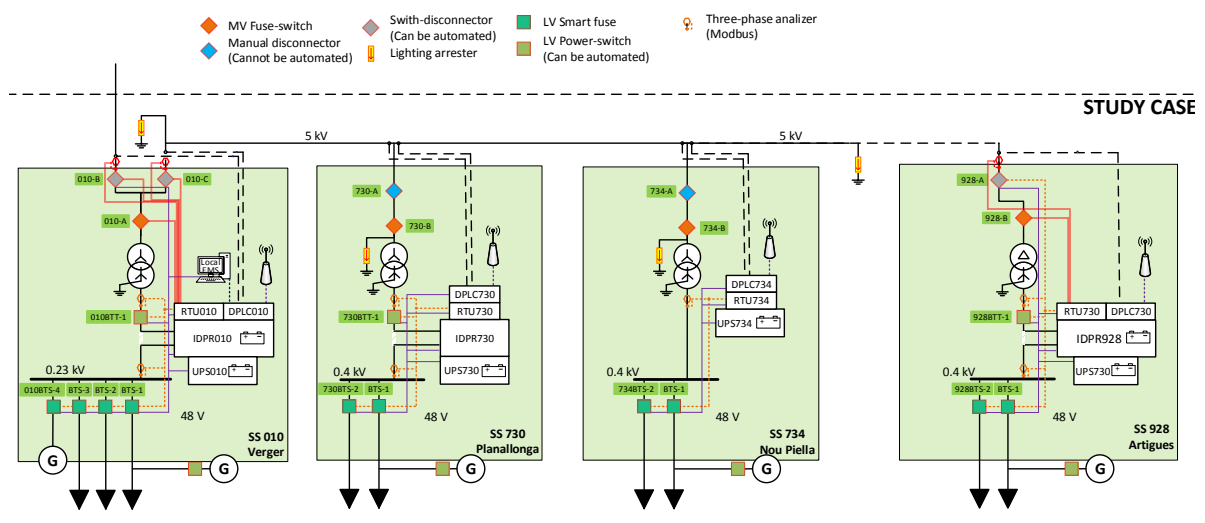 MV Fuse-switch
Manual disconnector
(Cannot be automated)
Swith-disconnector
(Can be automated)
Lighting arrester
LV Smart fuse
LV Power-switch
(Can be automated)
Three-phase analizer
(Modbus)
STUDY CASE
5 kV
5 kV
010-B
010-C
010-A
Local
EMS
010BTT-1
RTU010
DPLC010
IDPR010
UPS010
0.23 kV
010BTS-4
BTS-3
BTS-2
BTS-1
48 V
SS 010
Verger
G
G
730-A
730-B
DPLC730
RTU730
730BTT-1
IDPR730
UPS730
0.4 kV
730BTS-2
BTS-1
48 V
SS 730
Planallonga
G
734-A
734-B
DPLC734
RTU734
UPS734
0.4 kV
734BTS-2
BTS-1
48 V
SS 734
Nou Piella
G
928-A
928-B
928BTT-1
RTU730
DPLC730
IDPR928
UPS730
0.4 kV
928BTS-2
BTS-1
48 V
SS 928
Artigues
G